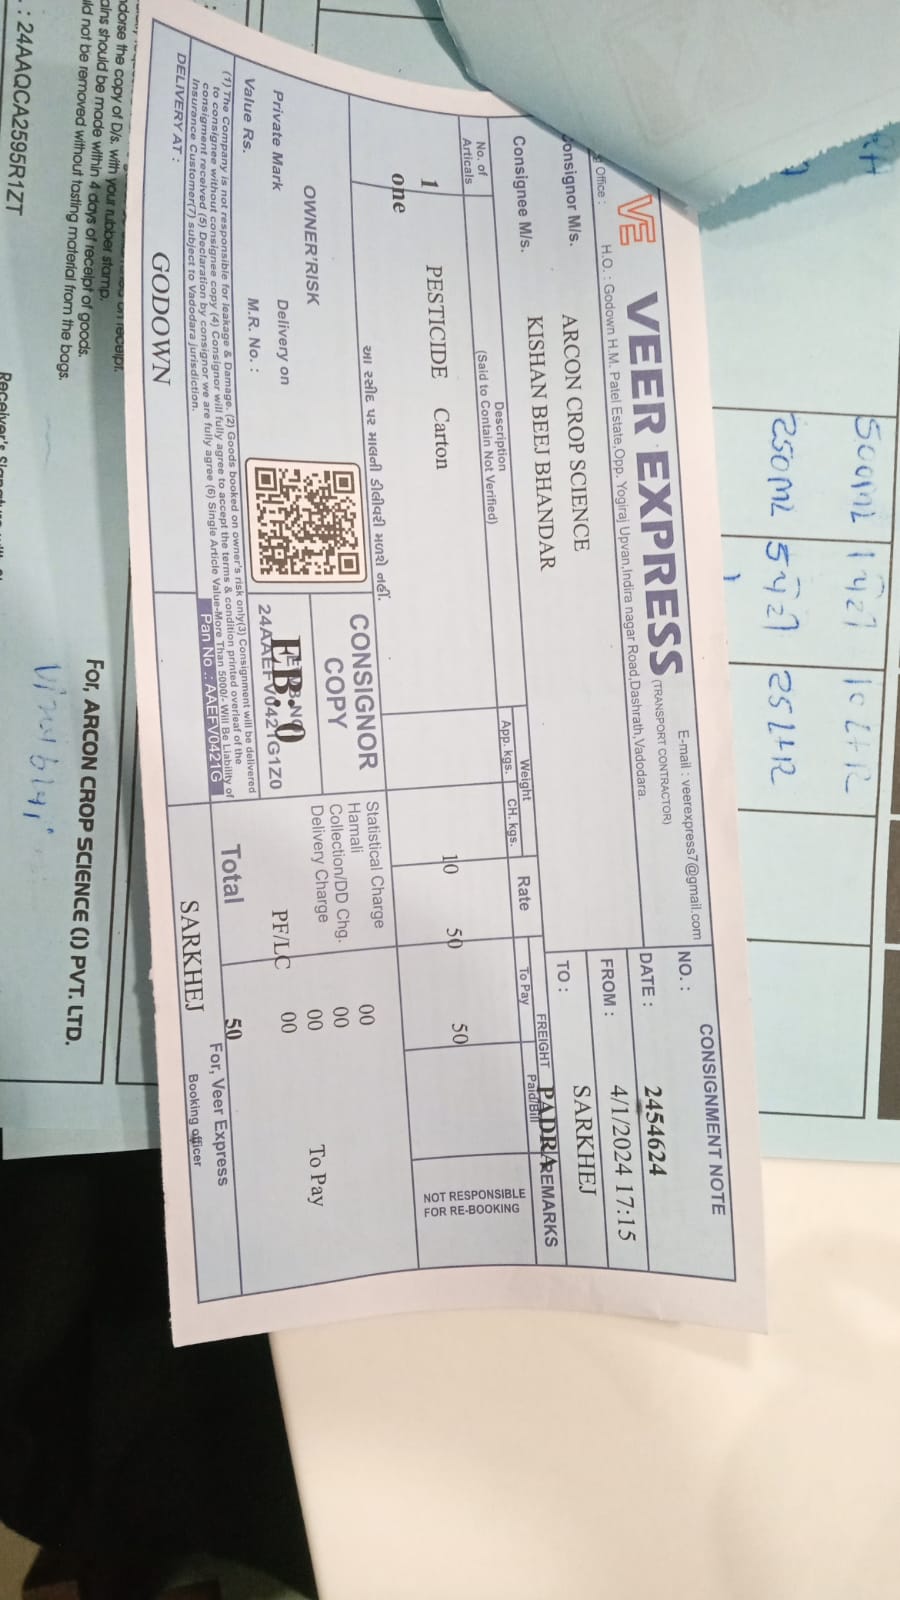 VE VEER EXPRESS (TRANSPORT CONTRACTOR)
E-mail : veerexpress7@gmail.com
Office :
H.O. : Godown H.M. Patel Estate,Opp. Yogiraj Upvan,Indira nagar Road,Dashrath,Vadodara.
CONSIGNMENT NOTE
NO. : 2454624
DATE : 4/1/2024 17:15
FROM : PADRA
TO : SARKHEJ
onsignor M/s. ARCON CROP SCIENCE
Consignee M/s. KISHAN BEEJ BHANDAR
No. of Articals
Description
(Said to Contain Not Verified)
Weight
App. kgs. CH. kgs.
Rate
FREIGHT
To Pay Paid/Bill
REMARKS
1 PESTICIDE Carton 10 50 50
one
NOT RESPONSIBLE
FOR RE-BOOKING
આ રસીદ પર માલની ડીલીવરી મળશે નહીં.
OWNER'RISK
CONSIGNOR
COPY
Statistical Charge 00
Hamali 00
Collection/DD Chg. 00
Delivery Charge
PF/LC
To Pay
Private Mark
Delivery on
Value Rs.
M.R. No. :
EB: 0
24AAEFV0421G1Z0
Pan No .: AAEFV0421G
Total 50
(1) The Company is not responsible for leakage & Damage. (2) Goods booked on owner's risk only(3) Consignment will be delivered
to consignee without consignee copy (4) Consignor will fully agree to accept the terms & condition printed overleaf of the
consignment received (5) Declaration by consignor we are fully agree (6) Single Article Value-More Than 5000/- Will Be Liability of
Insurance Customer(7) subject to Vadodara jurisdiction.
DELIVERY AT : GODOWN
SARKHEJ
For, Veer Express
Booking officer
500ML
10 LtR
250ML
25 LtR
dorse the copy of D/s. with your rubber stamp.
ains should be made within 4 days of receipt of goods.
ld not be removed without tasting material from the bags.
: 24AAQCA2595R1ZT
For, ARCON CROP SCIENCE (I) PVT. LTD.